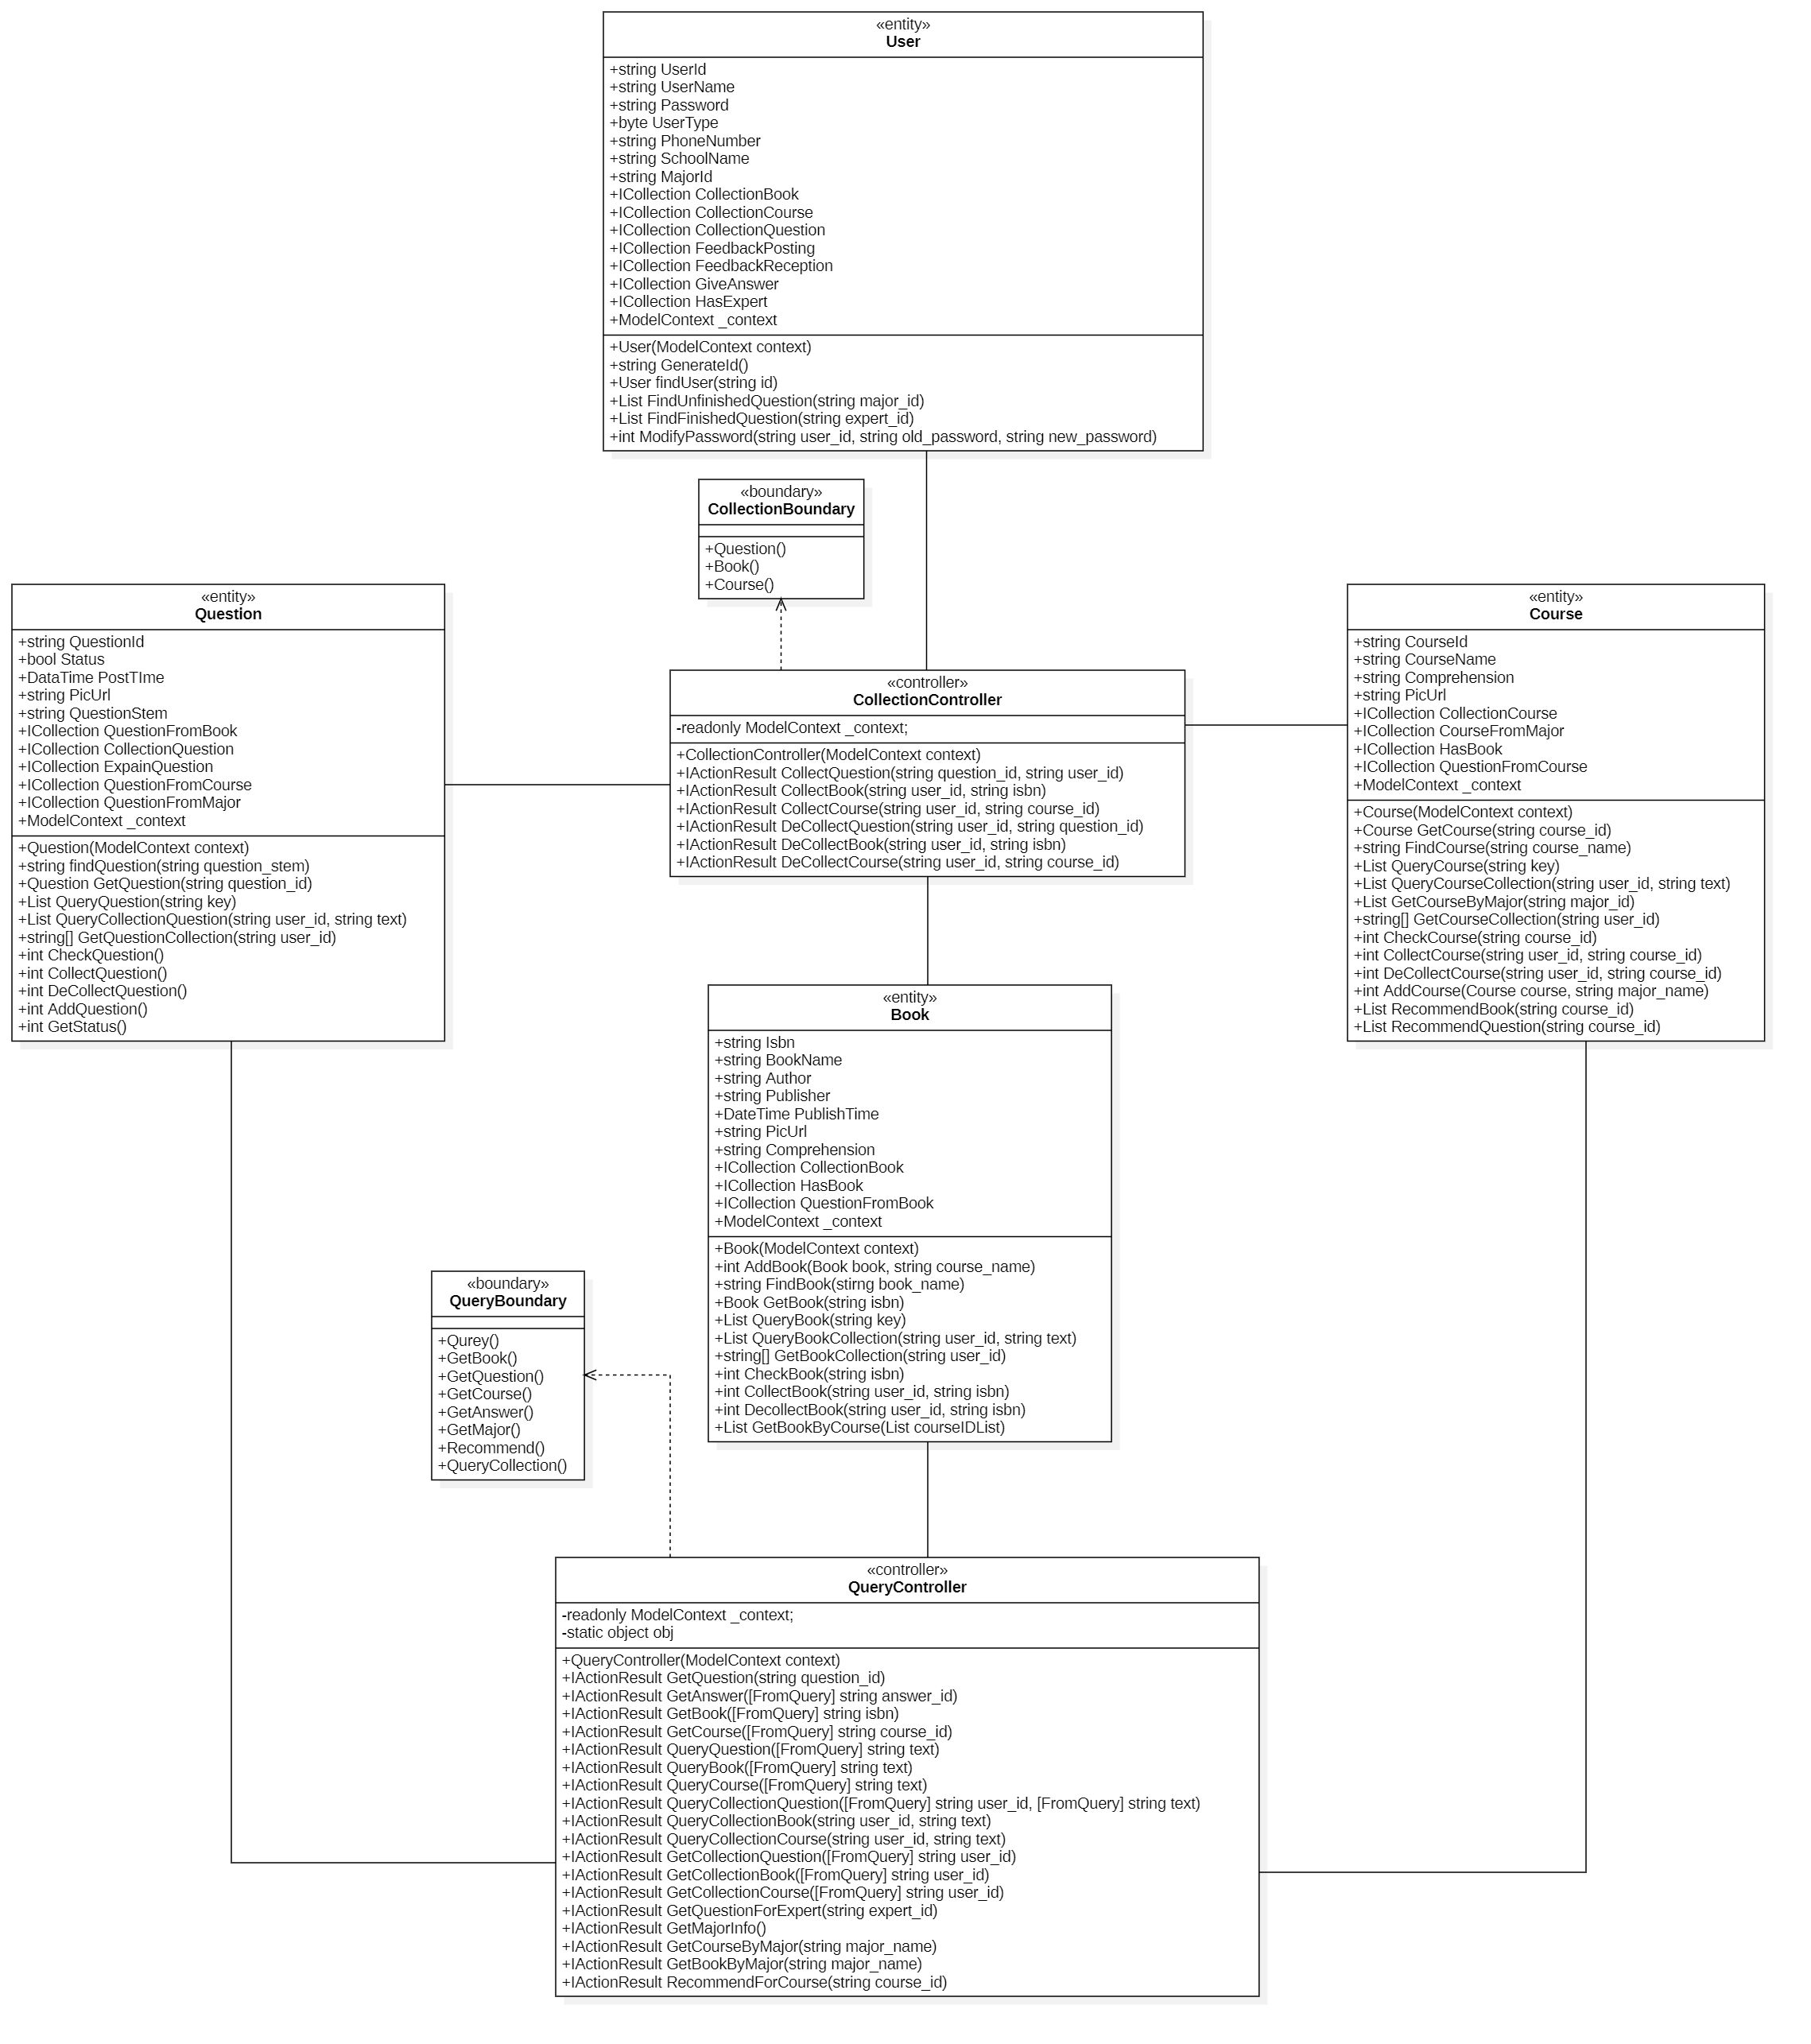 «entity»
User
+string UserId
+string UserName
+string Password
+byte UserType
+string PhoneNumber
+string SchoolName
+string MajorId
+ICollection CollectionBook
+ICollection CollectionCourse
+ICollection CollectionQuestion
+ICollection FeedbackPosting
+ICollection FeedbackReception
+ICollection GiveAnswer
+ICollection HasExpert
+ModelContext _context
+User(ModelContext context)
+string GenerateId()
+User findUser(string id)
+List FindUnfinishedQuestion(string major_id)
+List FindFinishedQuestion(string expert_id)
+int ModifyPassword(string user_id, string old_password, string new_password)
«boundary»
CollectionBoundary
+Question()
+Book()
+Course()
«entity»
Question
+string QuestionId
+bool Status
+DataTime PostTIme
+string PicUrl
+string QuestionStem
+ICollection QuestionFromBook
+ICollection CollectionQuestion
+ICollection ExpainQuestion
+ICollection QuestionFromCourse
+ICollection QuestionFromMajor
+ModelContext _context
+Question(ModelContext context)
+string findQuestion(string question_stem)
+Question GetQuestion(string question_id)
+List QueryQuestion(string key)
+List QueryCollectionQuestion(string user_id, string text)
+string[] GetQuestionCollection(string user_id)
+int CheckQuestion()
+int CollectQuestion()
+int DeCollectQuestion()
+int AddQuestion()
+int GetStatus()
«controller»
CollectionController
-readonly ModelContext _context;
+CollectionController(ModelContext context)
+IActionResult CollectQuestion(string question_id, string user_id)
+IActionResult CollectBook(string user_id, string isbn)
+IActionResult CollectCourse(string user_id, string course_id)
+IActionResult DeCollectQuestion(string user_id, string question_id)
+IActionResult DeCollectBook(string user_id, string isbn)
+IActionResult DeCollectCourse(string user_id, string course_id)
«entity»
Course
+string CourseId
+string CourseName
+string Comprehension
+string PicUrl
+ICollection CollectionCourse
+ICollection CourseFromMajor
+ICollection HasBook
+ICollection QuestionFromCourse
+ModelContext _context
+Course(ModelContext context)
+Course GetCourse(string course_id)
+string FindCourse(string course_name)
+List QueryCourse(string key)
+List QueryCourseCollection(string user_id, string text)
+List GetCourseByMajor(string major_id)
+string[] GetCourseCollection(string user_id)
+int CheckCourse(string course_id)
+int CollectCourse(string user_id, string course_id)
+int DeCollectCourse(string user_id, string course_id)
+int AddCourse(Course course, string major_name)
+List RecommendBook(string course_id)
+List RecommendQuestion(string course_id)
«entity»
Book
+string Isbn
+string BookName
+string Author
+string Publisher
+DateTime PublishTime
+string PicUrl
+string Comprehension
+ICollection CollectionBook
+ICollection HasBook
+ICollection QuestionFromBook
+ModelContext _context
+Book(ModelContext context)
+int AddBook(Book book, string course_name)
+string FindBook(stirng book_name)
+Book GetBook(string isbn)
+List QueryBook(string key)
+List QueryBookCollection(string user_id, string text)
+string[] GetBookCollection(string user_id)
+int CheckBook(string isbn)
+int CollectBook(string user_id, string isbn)
+int DecollectBook(string user_id, string isbn)
+List GetBookByCourse(List courseIDList)
«boundary»
QueryBoundary
+Qurey()
+GetBook()
+GetQuestion()
+GetCourse()
+GetAnswer()
+GetMajor()
+Recommend()
+QueryCollection()
«controller»
QueryController
-readonly ModelContext _context;
-static object obj
+QueryController(ModelContext context)
+IActionResult GetQuestion(string question_id)
+IActionResult GetAnswer([FromQuery] string answer_id)
+IActionResult GetBook([FromQuery] string isbn)
+IActionResult GetCourse([FromQuery] string course_id)
+IActionResult QueryQuestion([FromQuery] string text)
+IActionResult QueryBook([FromQuery] string text)
+IActionResult QueryCourse([FromQuery] string text)
+IActionResult QueryCollectionQuestion([FromQuery] string user_id, [FromQuery] string text)
+IActionResult QueryCollectionBook(string user_id, string text)
+IActionResult QueryCollectionCourse(string user_id, string text)
+IActionResult GetCollectionQuestion([FromQuery] string user_id)
+IActionResult GetCollectionBook([FromQuery] string user_id)
+IActionResult GetCollectionCourse([FromQuery] string user_id)
+IActionResult GetQuestionForExpert(string expert_id)
+IActionResult GetMajorInfo()
+IActionResult GetCourseByMajor(string major_name)
+IActionResult GetBookByMajor(string major_name)
+IActionResult RecommendForCourse(string course_id)